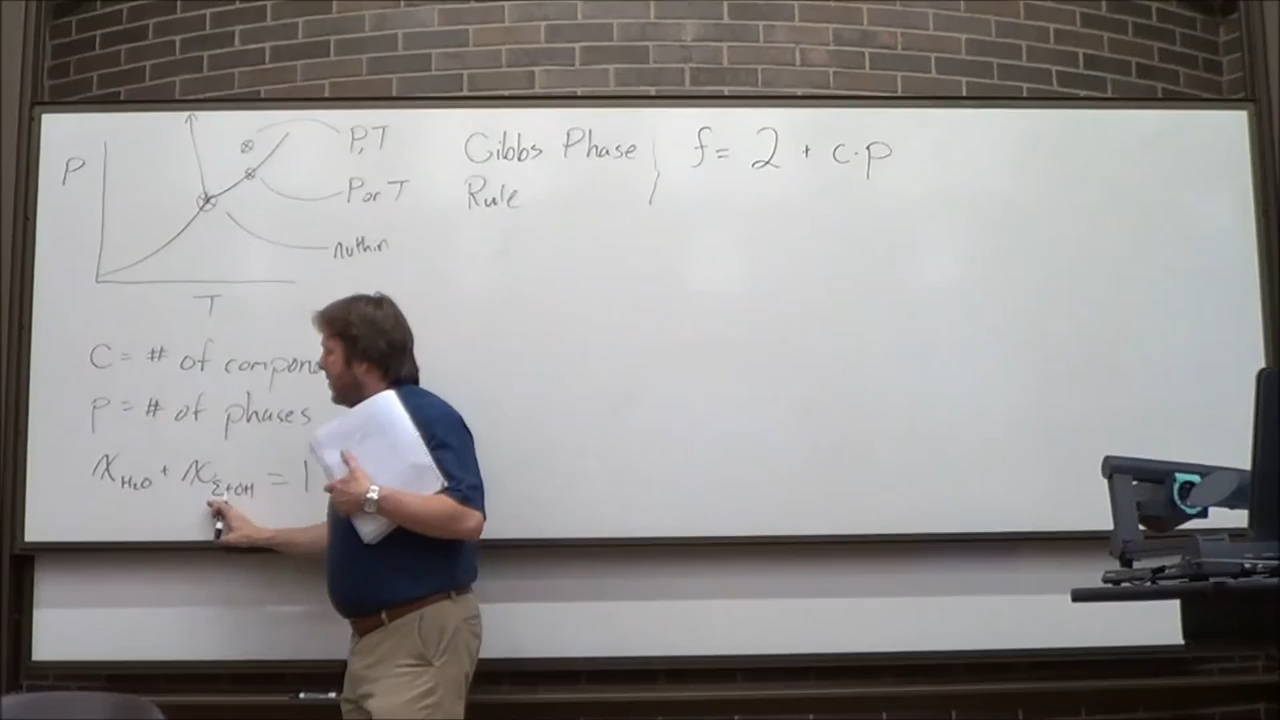 P
T
P,T
P or T
nuthin
C = # of compon
P = # of phases
x_H₂O + x_EtOH = 1
Gibbs Phase
Rule
f = 2 + c · p